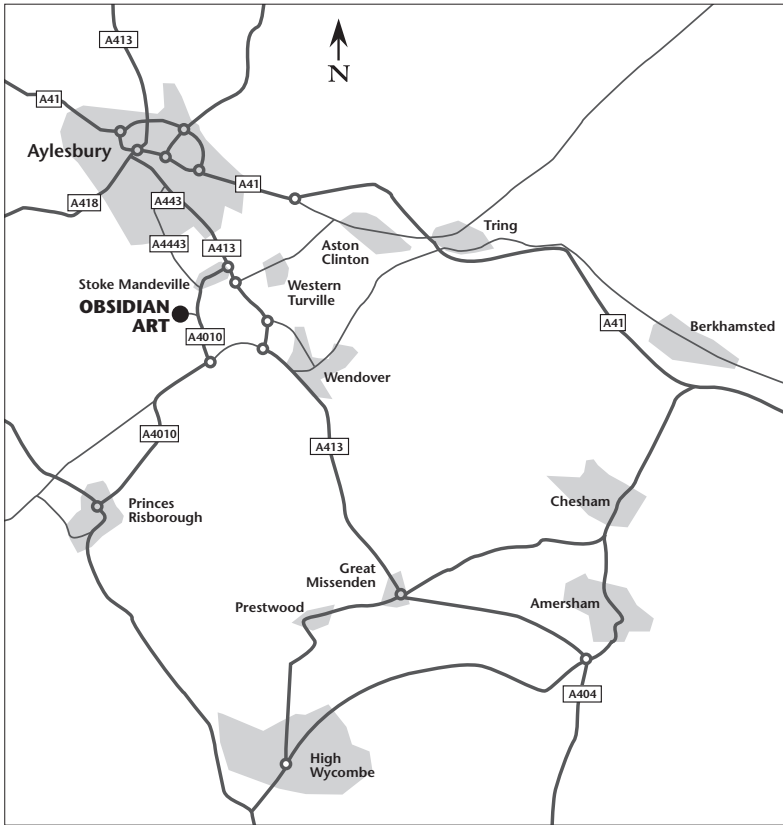 A413
N
A41
Aylesbury
A41
A418
A443
A4443
A413
Aston
Clinton
Tring
Stoke Mandeville
Western
Turville
OBSIDIAN
ART
A4010
A41
Berkhamsted
Wendover
A4010
A413
Princes
Risborough
Chesham
Great
Missenden
Prestwood
Amersham
A404
High
Wycombe